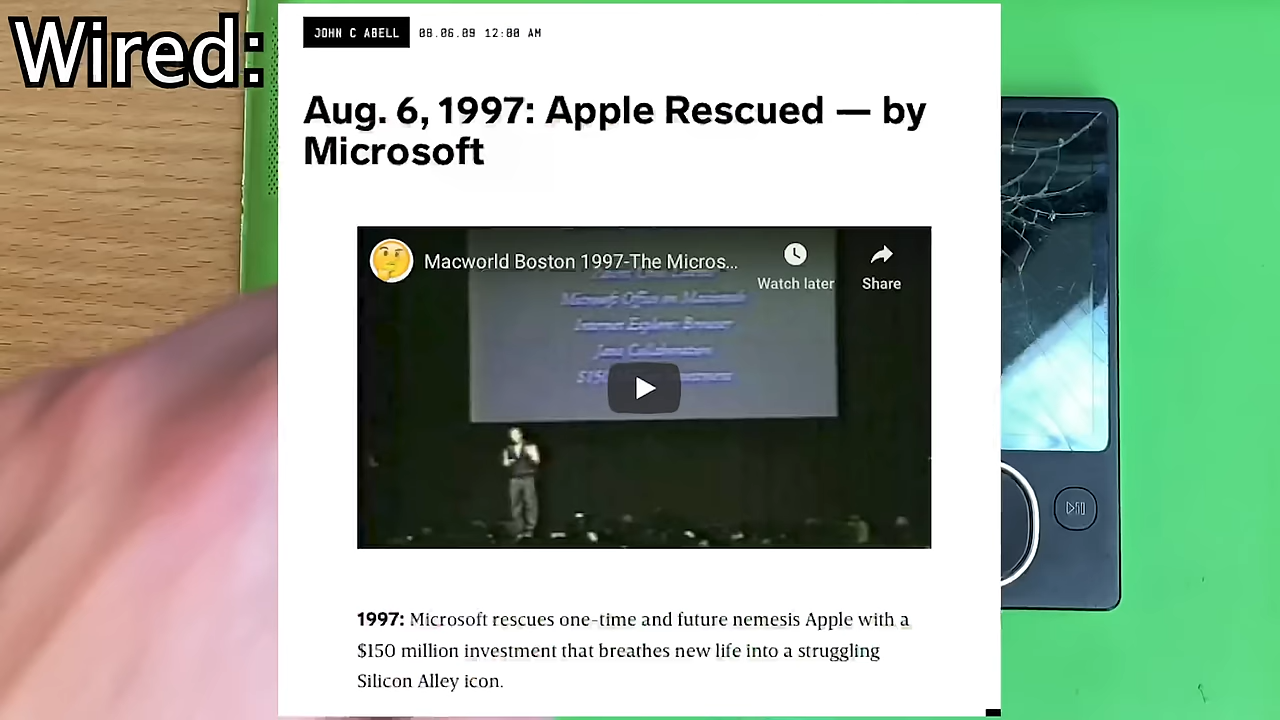 Wired:
JOHN C ABELL 08.06.09 12:00 AM
Aug. 6, 1997: Apple Rescued — by
Microsoft
Macworld Boston 1997-The Micros...
Watch later
Share
Microsoft Office on Macintosh
Internet Explorer Browser
Java Collaboration
1997: Microsoft rescues one-time and future nemesis Apple with a
$150 million investment that breathes new life into a struggling
Silicon Alley icon.